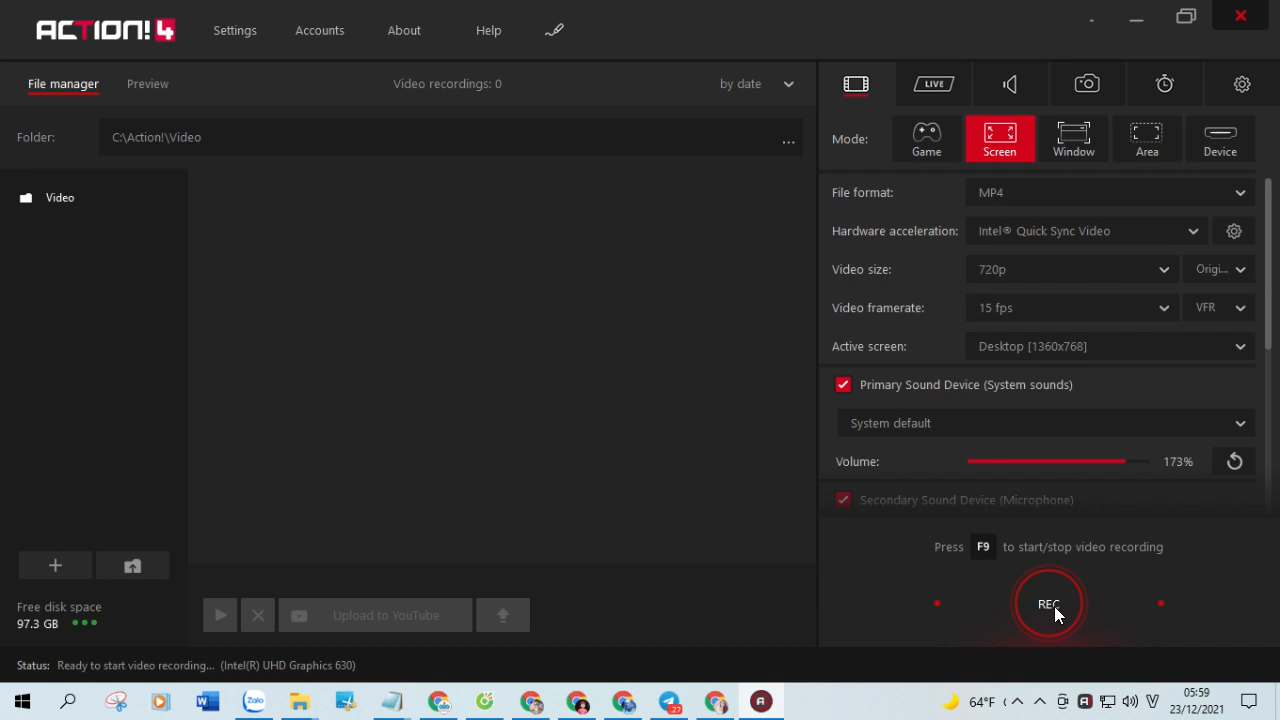 ACTION! 4
Settings
Accounts
About
Help
File manager
Preview
Video recordings: 0
by date
LIVE
Folder:
C:\Action!\Video
...
Mode:
Game
Screen
Window
Area
Device
Video
File format:
MP4
Hardware acceleration:
Intel® Quick Sync Video
Video size:
720p
Origi...
Video framerate:
15 fps
VFR
Active screen:
Desktop [1360x768]
Primary Sound Device (System sounds)
System default
Volume:
173%
Secondary Sound Device (Microphone)
Press F9 to start/stop video recording
REC
Free disk space
97.3 GB
Upload to YouTube
Status: Ready to start video recording... (Intel(R) UHD Graphics 630)
Zalo
27
64°F
05:59
23/12/2021